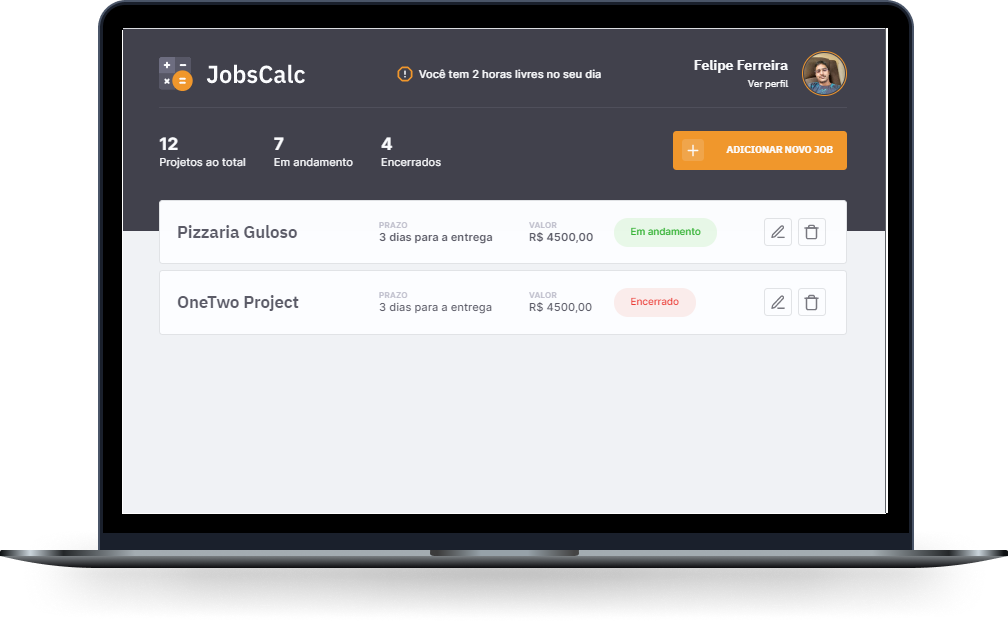 JobsCalc
Você tem 2 horas livres no seu dia
Felipe Ferreira
Ver perfil
12
Projetos ao total
7
Em andamento
4
Encerrados
ADICIONAR NOVO JOB
Pizzaria Guloso
PRAZO
3 dias para a entrega
VALOR
R$ 4500,00
Em andamento
OneTwo Project
PRAZO
3 dias para a entrega
VALOR
R$ 4500,00
Encerrado